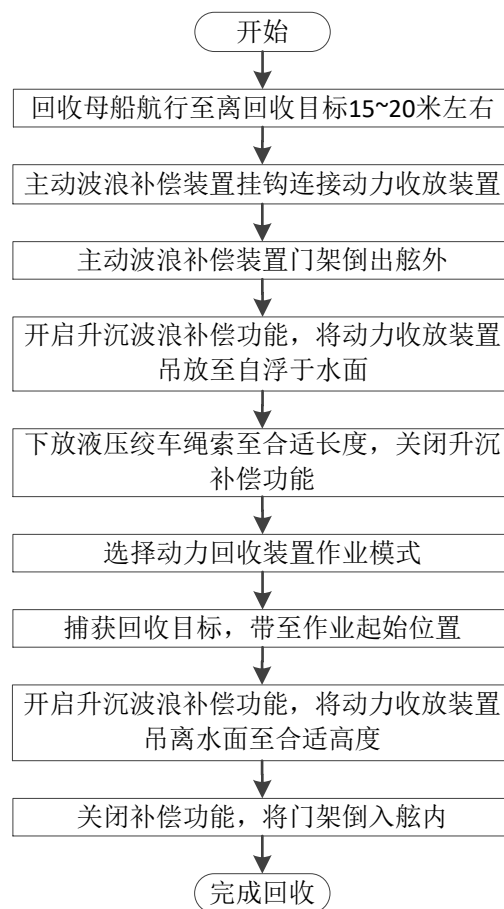 开始
回收母船航行至离回收目标15~20米左右
主动波浪补偿装置挂钩连接动力收放装置
主动波浪补偿装置门架倒出舷外
开启升沉波浪补偿功能，将动力收放装置
吊放至自浮于水面
下放液压绞车绳索至合适长度，关闭升沉
补偿功能
选择动力回收装置作业模式
捕获回收目标，带至作业起始位置
开启升沉波浪补偿功能，将动力收放装置
吊离水面至合适高度
关闭补偿功能，将门架倒入舷内
完成回收